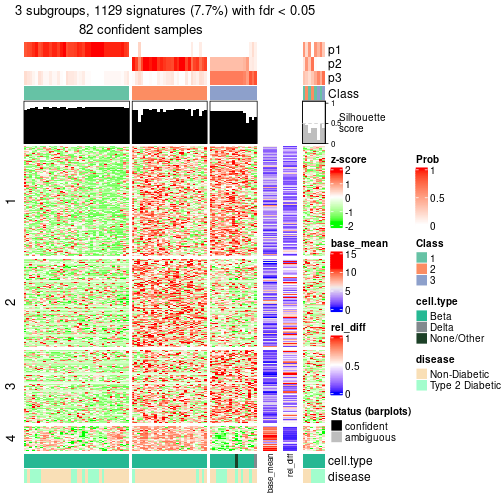 3 subgroups, 1129 signatures (7.7%) with fdr < 0.05
82 confident samples
p1
p2
p3
Class
1
0.5
0
Silhouette
score
1
2
3
4
z-score
2
1
0
-1
-2
base_mean
15
10
5
0
rel_diff
1
0.5
0
Status (barplots)
confident
ambiguous
Prob
1
0.5
0
Class
1
2
3
cell.type
Beta
Delta
None/Other
disease
Non-Diabetic
Type 2 Diabetic
cell.type
disease
base_mean
rel_diff